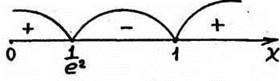 + - +
0 1/e² 1 x